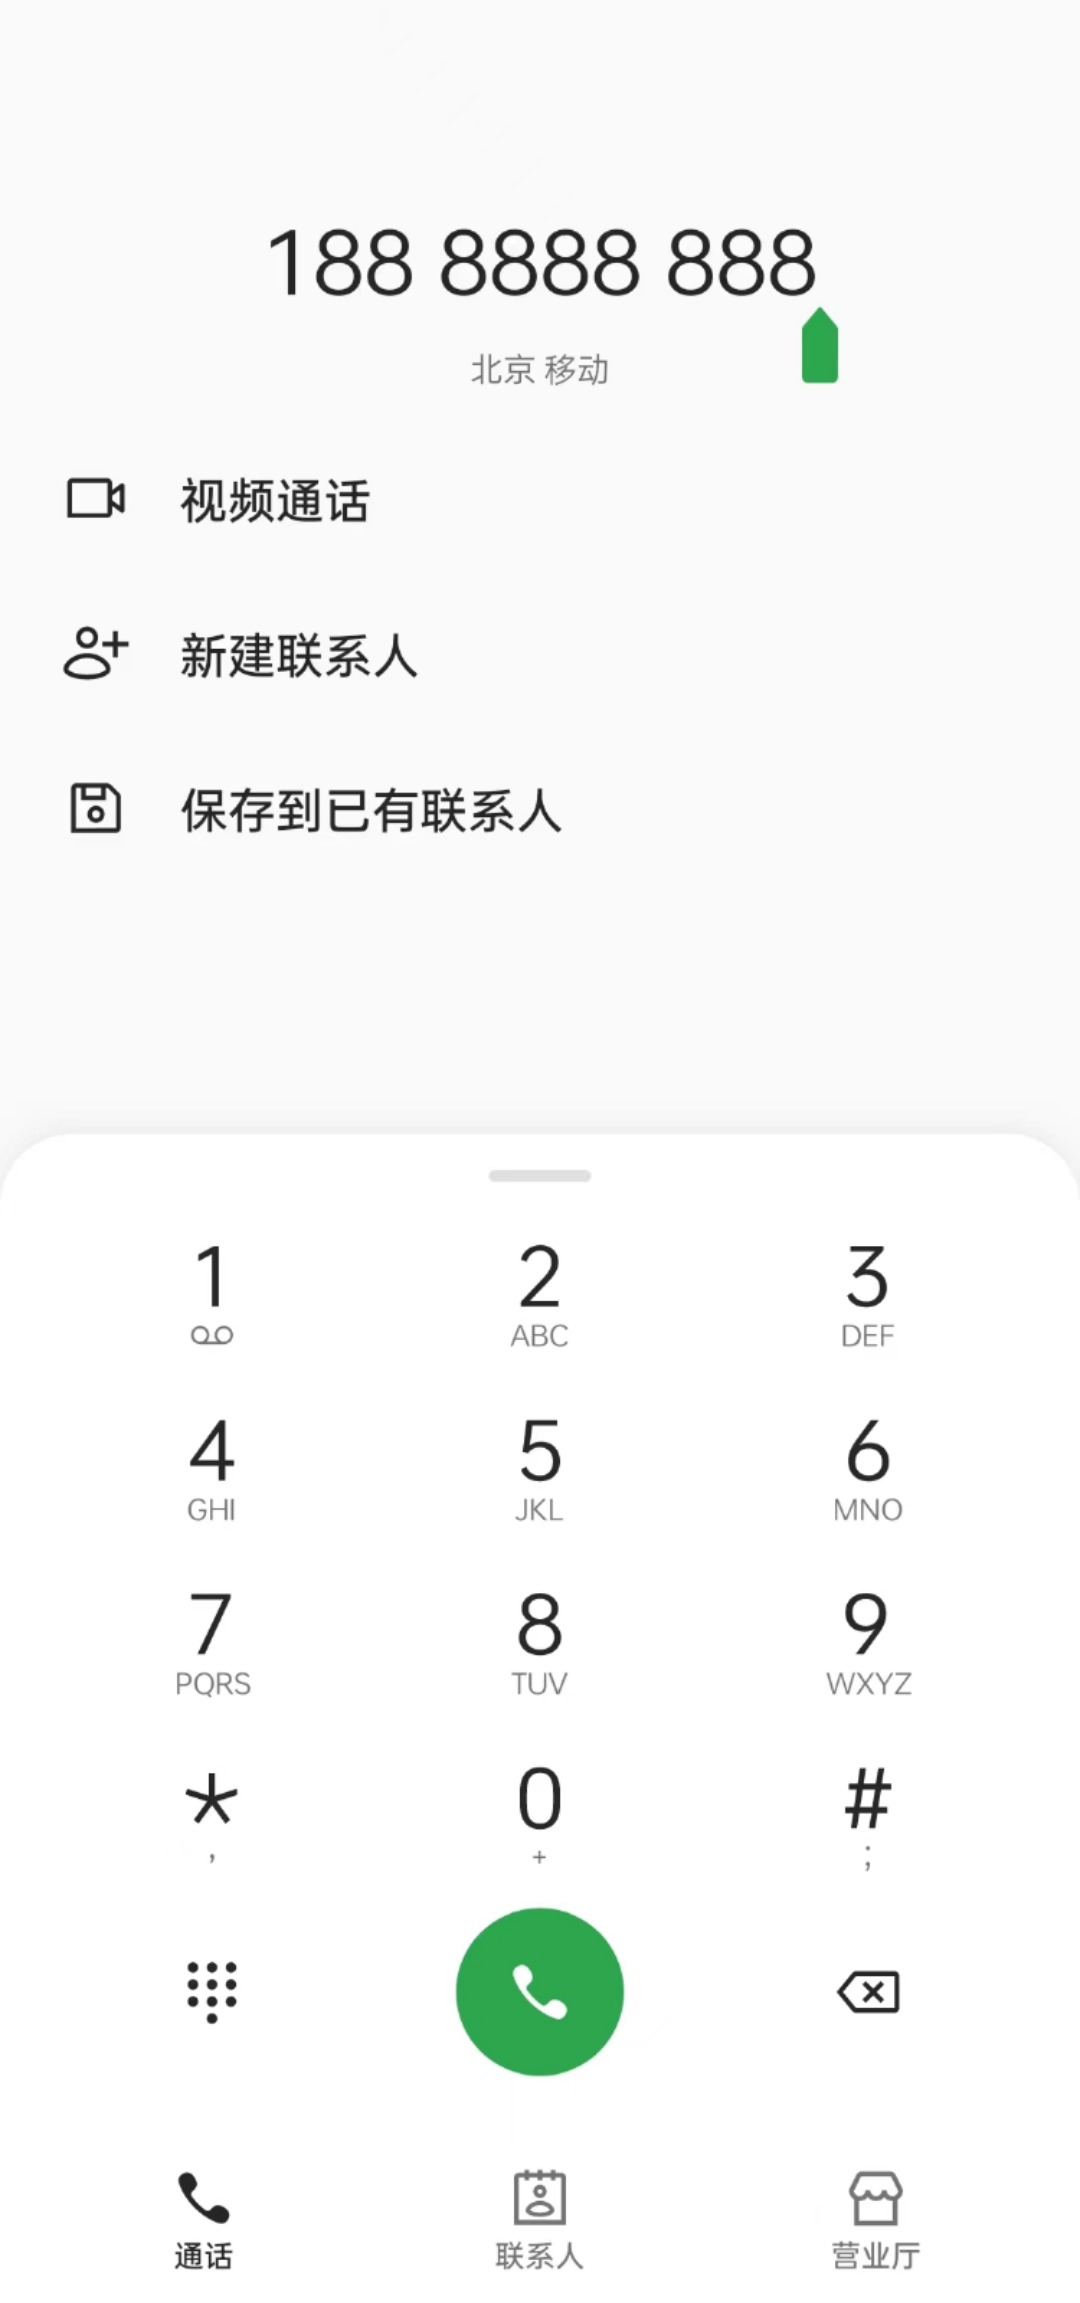 188 8888 888
北京 移动
视频通话
新建联系人
保存到已有联系人
1 2 3
ABC DEF
4 5 6
GHI JKL MNO
7 8 9
PQRS TUV WXYZ
* 0 #
, + ;
通话 联系人 营业厅